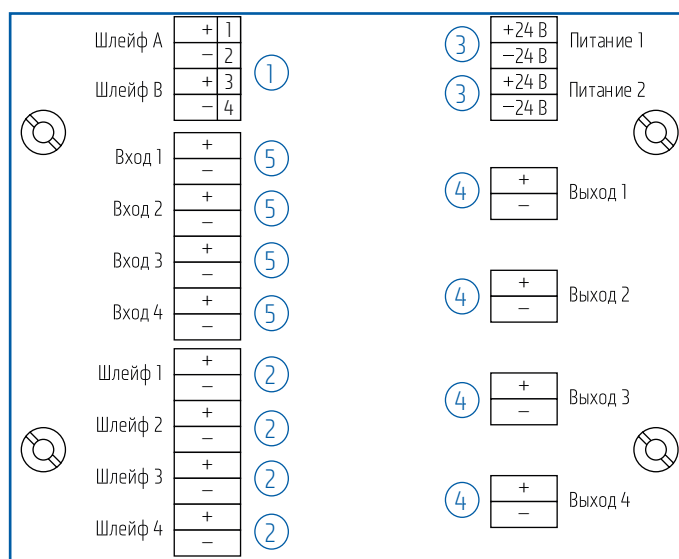 Шлейф А
+ 1
− 2
Шлейф В
+ 3
− 4
1
Вход 1
+
−
5
Вход 2
+
−
5
Вход 3
+
−
5
Вход 4
+
−
5
Шлейф 1
+
−
2
Шлейф 2
+
−
2
Шлейф 3
+
−
2
Шлейф 4
+
−
2
3
+24 В
−24 В
Питание 1
3
+24 В
−24 В
Питание 2
4
+
−
Выход 1
4
+
−
Выход 2
4
+
−
Выход 3
4
+
−
Выход 4